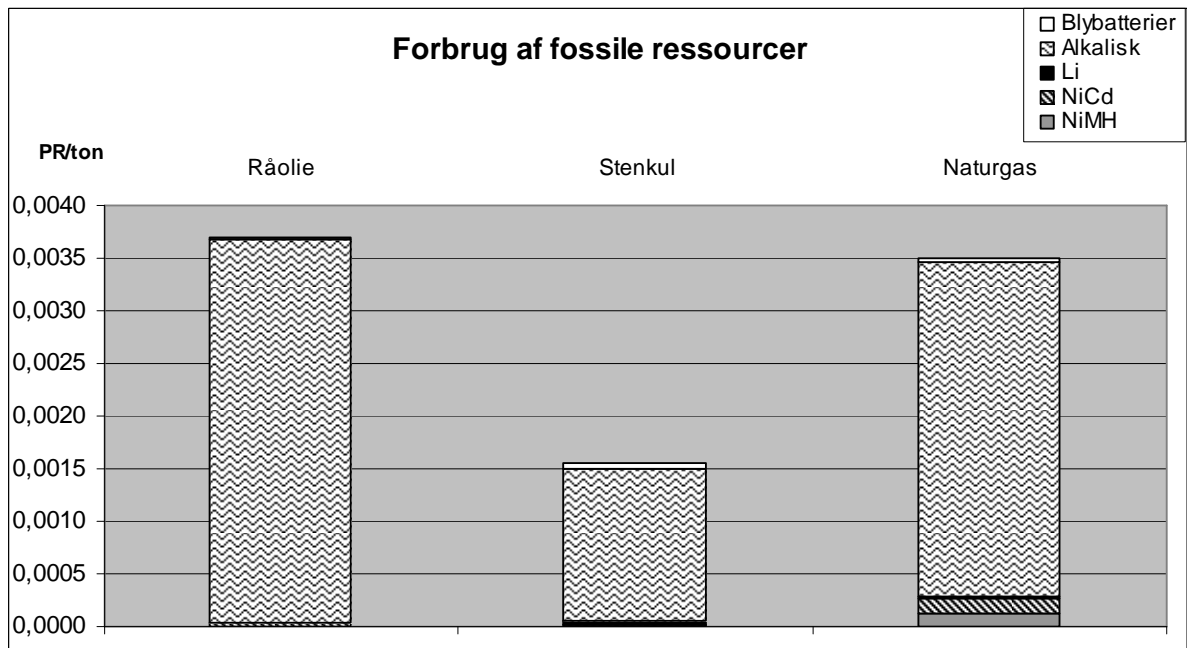 Forbrug af fossile ressourcer
Blybatterier
Alkalisk
Li
NiCd
NiMH
PR/ton
Råolie
Stenkul
Naturgas
0,0040
0,0035
0,0030
0,0025
0,0020
0,0015
0,0010
0,0005
0,0000